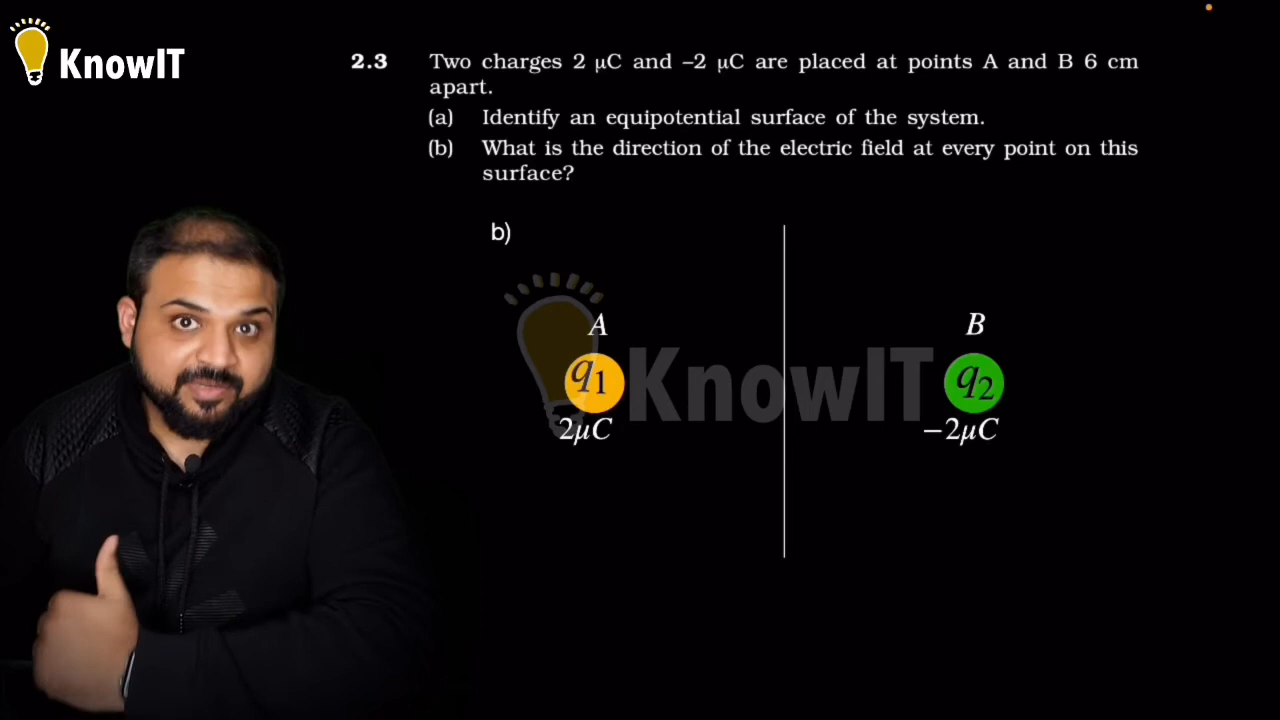 KnowIT
2.3 Two charges 2 μC and –2 μC are placed at points A and B 6 cm
apart.
(a) Identify an equipotential surface of the system.
(b) What is the direction of the electric field at every point on this
surface?
b)
A
B
q1
KnowIT
q2
2μC
−2μC